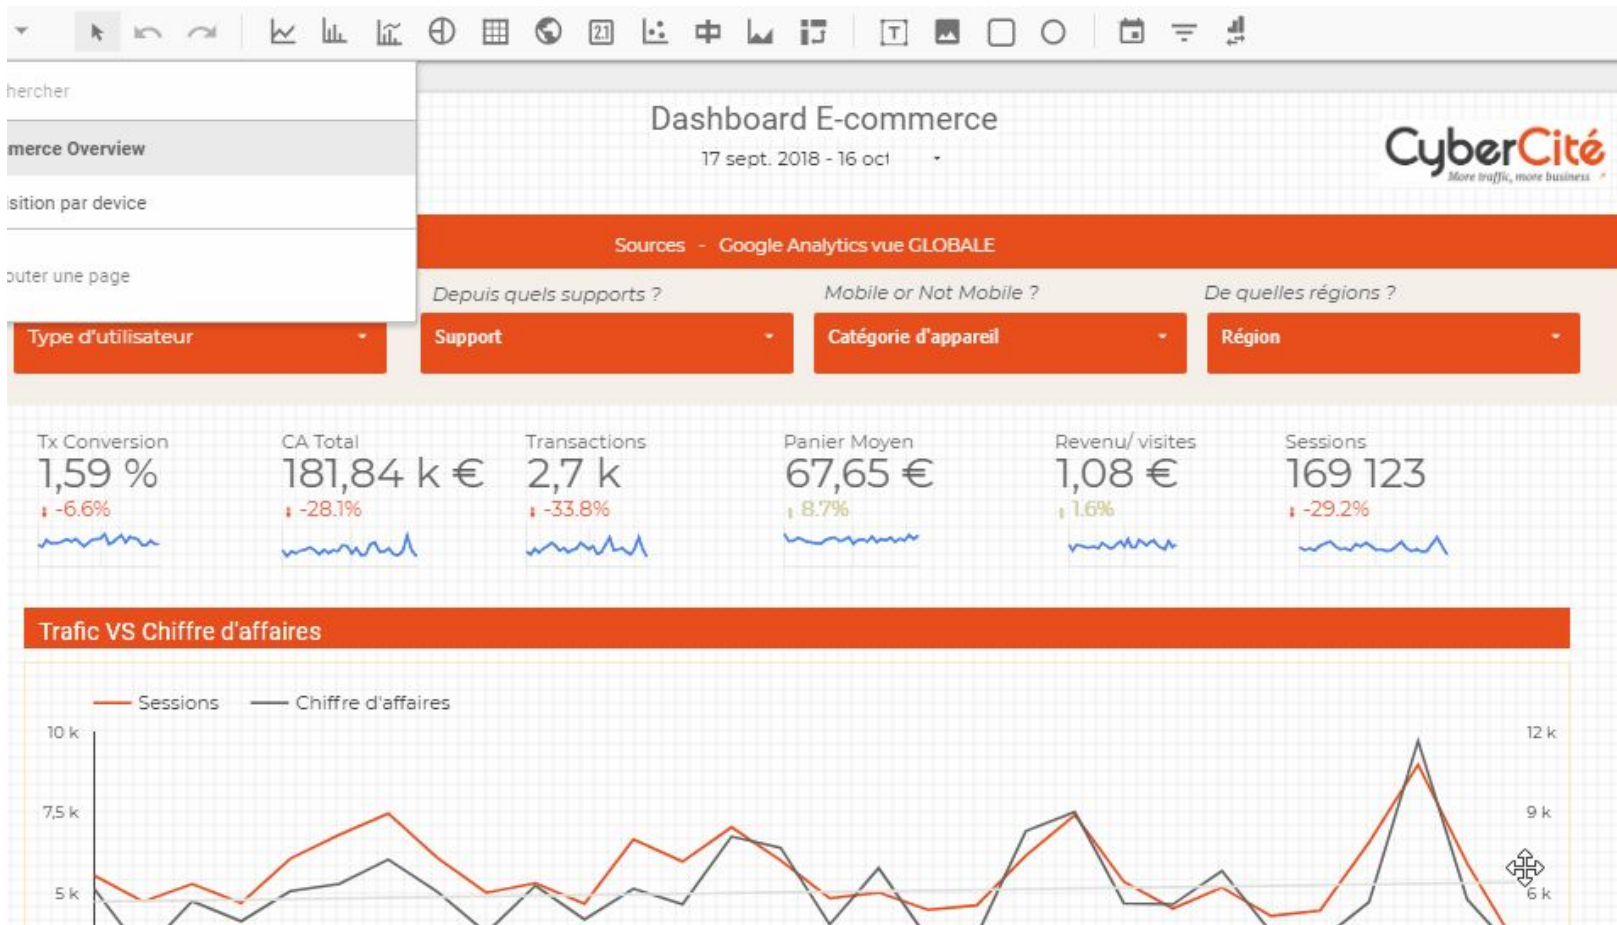 2.1
T
hercher
merce Overview
isition par device
outer une page
Dashboard E-commerce
17 sept. 2018 - 16 oct
CyberCité
More traffic, more business
Sources - Google Analytics vue GLOBALE
Depuis quels supports ?
Mobile or Not Mobile ?
De quelles régions ?
Type d'utilisateur
Support
Catégorie d'appareil
Région
Tx Conversion
1,59 %
-6.6%
CA Total
181,84 k €
-28.1%
Transactions
2,7 k
-33.8%
Panier Moyen
67,65 €
8.7%
Revenu/ visites
1,08 €
1.6%
Sessions
169 123
-29.2%
Trafic VS Chiffre d'affaires
Sessions
Chiffre d'affaires
10 k
12 k
7,5 k
9 k
5 k
6 k